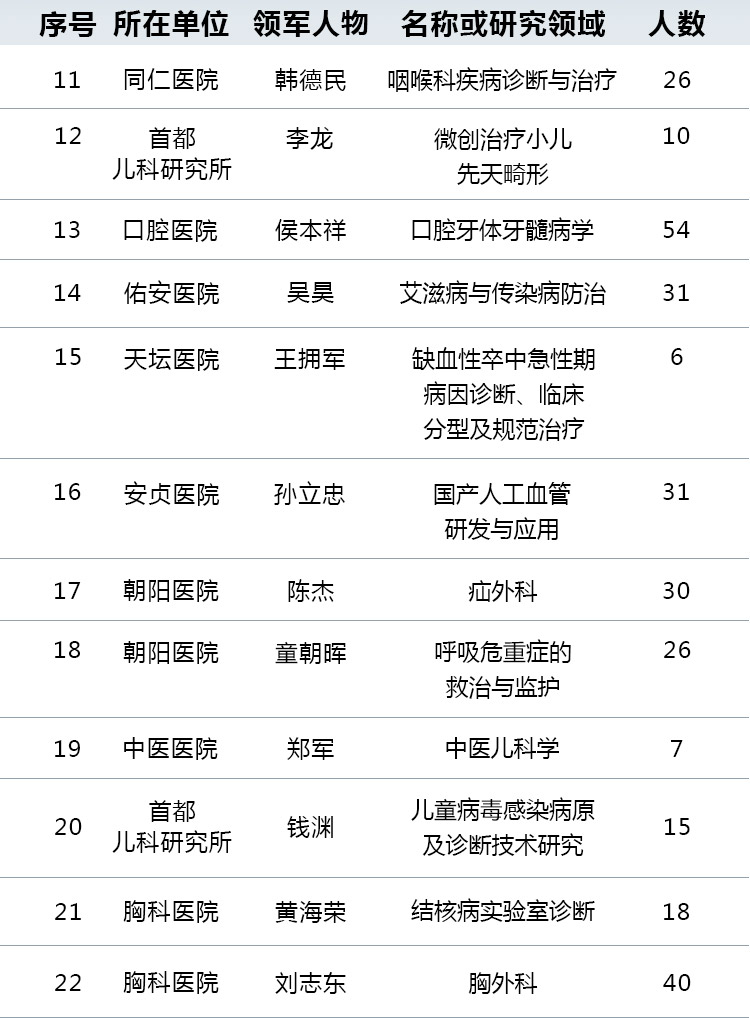 序号 所在单位 领军人物 名称或研究领域 人数
11 同仁医院 韩德民 咽喉科疾病诊断与治疗 26
12 首都 李龙 微创治疗小儿 10
儿科研究所 先天畸形
13 口腔医院 侯本祥 口腔牙体牙髓病学 54
14 佑安医院 吴昊 艾滋病与传染病防治 31
15 天坛医院 王拥军 缺血性卒中急性期 6
病因诊断、临床
分型及规范治疗
16 安贞医院 孙立忠 国产人工血管 31
研发与应用
17 朝阳医院 陈杰 疝外科 30
18 朝阳医院 童朝晖 呼吸危重症的 26
救治与监护
19 中医医院 郑军 中医儿科学 7
首都 儿童病毒感染病原
20 儿科研究所 钱渊 及诊断技术研究 15
21 胸科医院 黄海荣 结核病实验室诊断 18
22 胸科医院 刘志东 胸外科 40